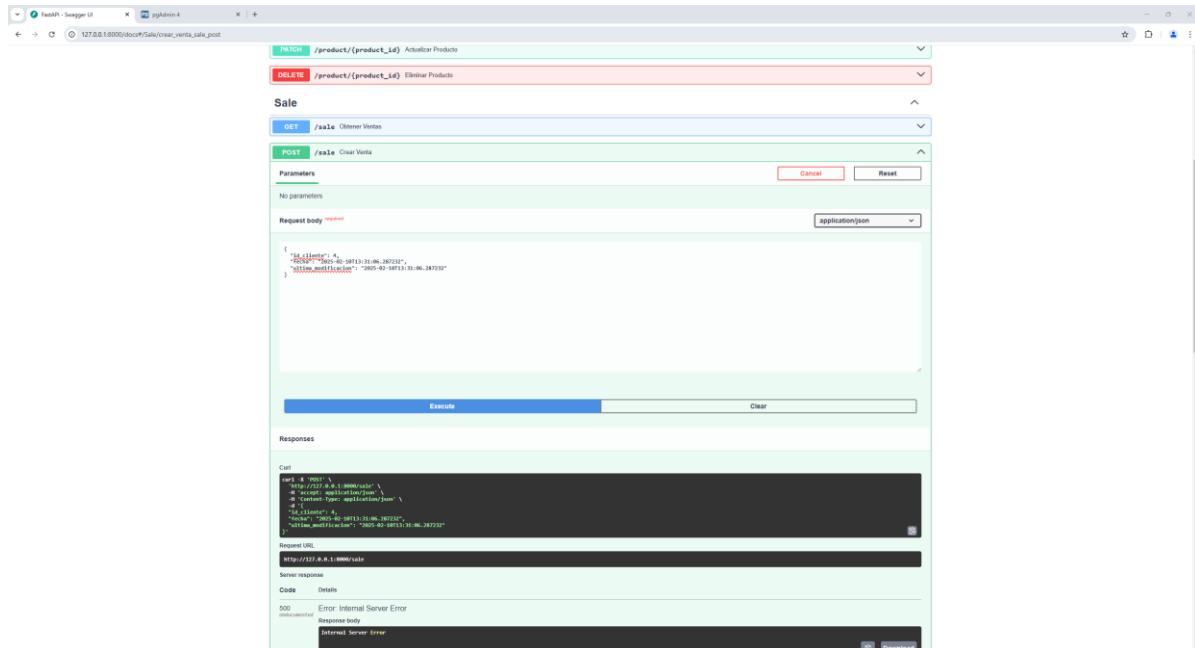 FastAPI - Swagger UI
pgAdmin 4
127.0.0.1:8000/docs#/Sale/crear_venta_sale_post
PATCH /product/{product_id} Actualizar Producto
DELETE /product/{product_id} Eliminar Producto
Sale
GET /sale Obtener Ventas
POST /sale Crear Venta
Parameters
Cancel
Reset
No parameters
Request body required
application/json
{
"id_cliente": 4,
"fecha": "2025-02-10T13:31:06.287232",
"ultima_modificacion": "2025-02-10T13:31:06.287232"
}
Execute
Clear
Responses
Curl
curl -X 'POST' \
'http://127.0.0.1:8000/sale' \
-H 'accept: application/json' \
-H 'Content-Type: application/json' \
-d '{
"id_cliente": 4,
"fecha": "2025-02-10T13:31:06.287232",
"ultima_modificacion": "2025-02-10T13:31:06.287232"
}'
Request URL
http://127.0.0.1:8000/sale
Server response
Code Details
500 Error: Internal Server Error
Undocumented
Response body
Internal Server Error
Download